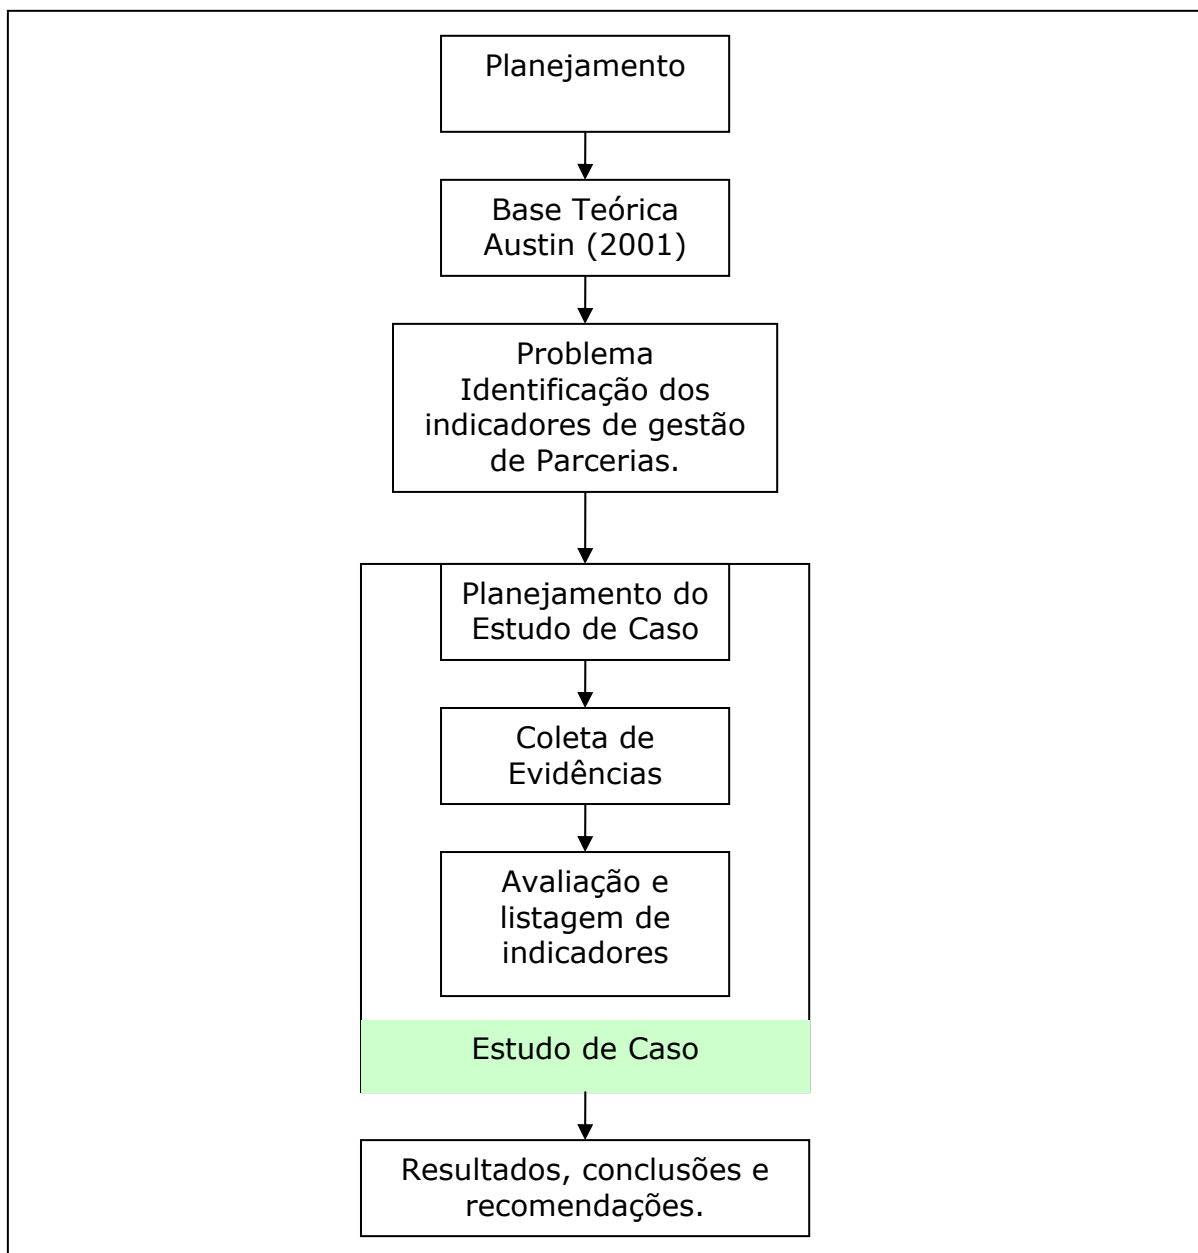 Planejamento
Base Teórica
Austin (2001)
Problema
Identificação dos
indicadores de gestão
de Parcerias.
Planejamento do
Estudo de Caso
Coleta de
Evidências
Avaliação e
listagem de
indicadores
Estudo de Caso
Resultados, conclusões e
recomendações.